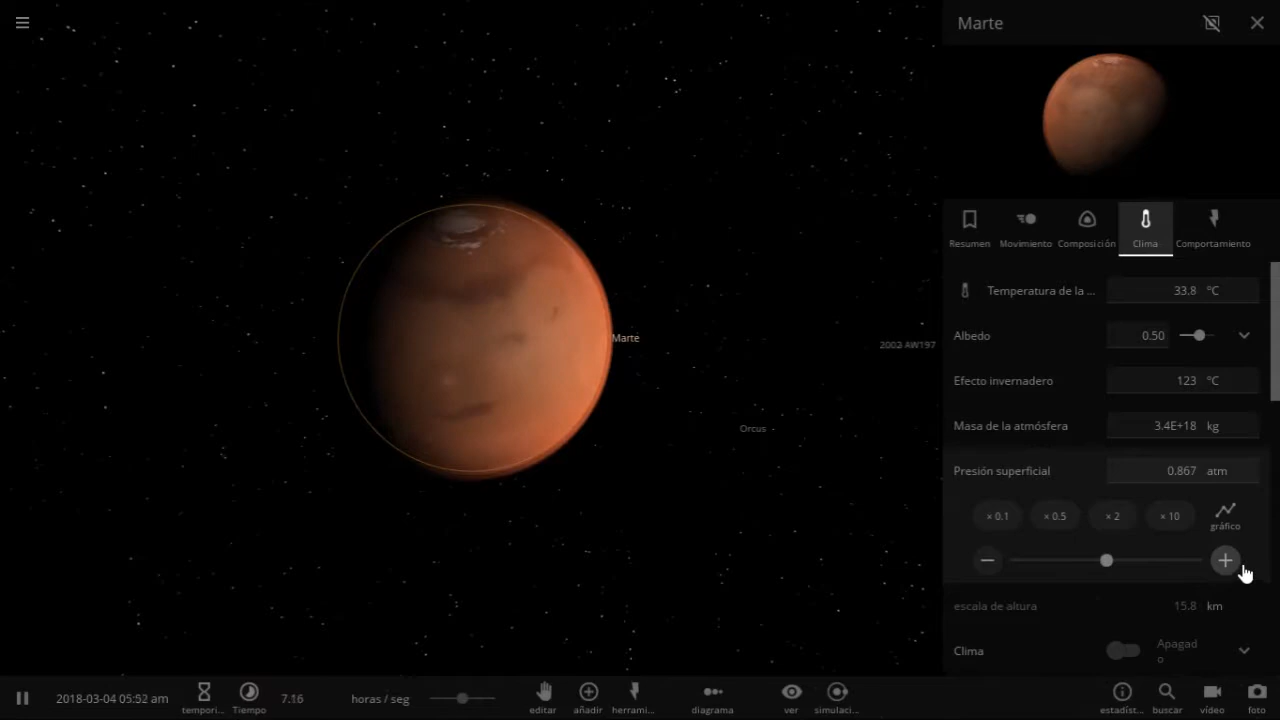 Marte
Resumen Movimiento Composición Clima Comportamiento
Temperatura de la ... 33.8 °C
Albedo 0.50
Efecto invernadero 123 °C
Marte
2002 AW197
Masa de la atmósfera 3.4E+18 kg
Orcus
Presión superficial 0.867 atm
× 0.1 × 0.5 × 2 × 10 gráfico
escala de altura 15.8 km
Clima Apagad
o
2018-03-04 05:52 am 7.16 horas / seg
tempori... Tiempo editar añadir herrami... diagrama ver simulaci... estadíst... buscar vídeo foto